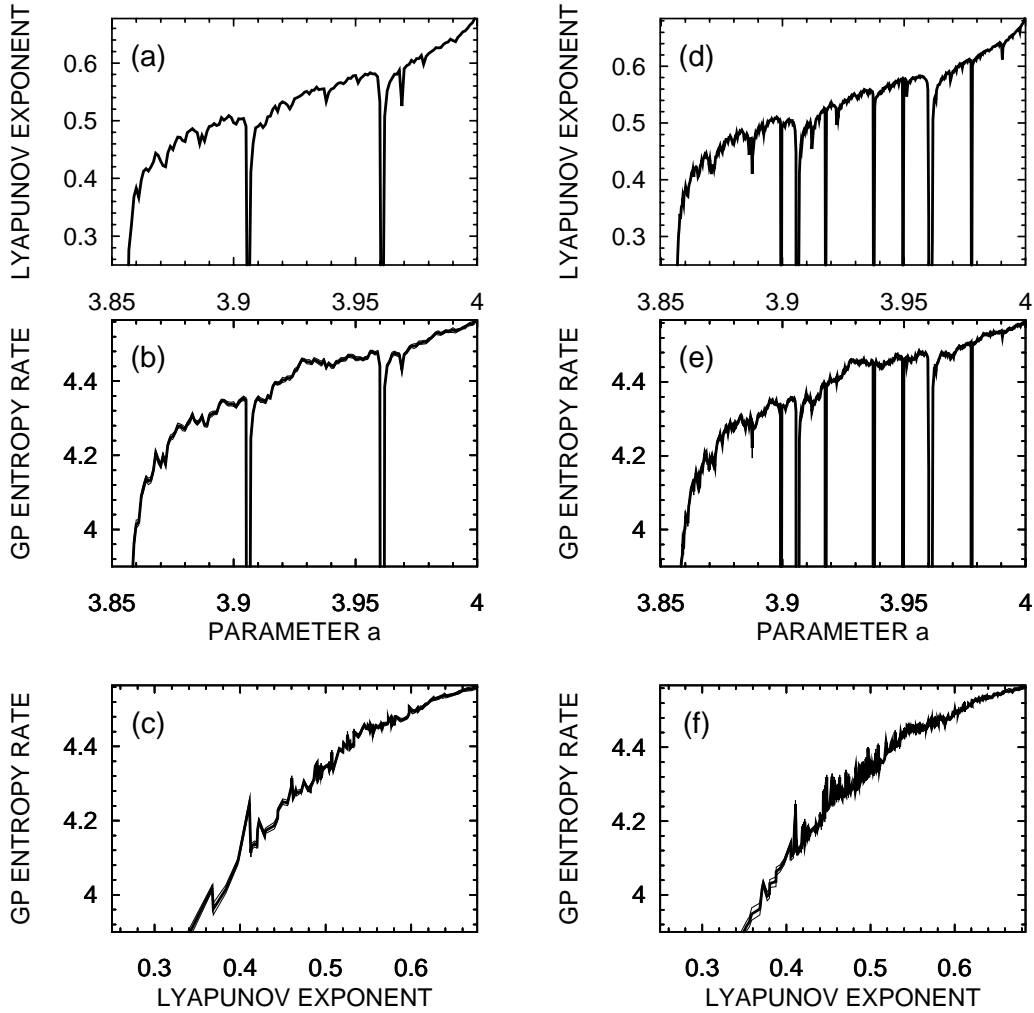 LYAPUNOV EXPONENT
(a)
0.6
0.5
0.4
0.3
3.85 3.9 3.95 4
GP ENTROPY RATE
(b)
4.4
4.2
4
3.85 3.9 3.95 4
PARAMETER a
GP ENTROPY RATE
(c)
4.4
4.2
4
0.3 0.4 0.5 0.6
LYAPUNOV EXPONENT
LYAPUNOV EXPONENT
(d)
0.6
0.5
0.4
0.3
3.85 3.9 3.95 4
GP ENTROPY RATE
(e)
4.4
4.2
4
3.85 3.9 3.95 4
PARAMETER a
GP ENTROPY RATE
(f)
4.4
4.2
4
0.3 0.4 0.5 0.6
LYAPUNOV EXPONENT